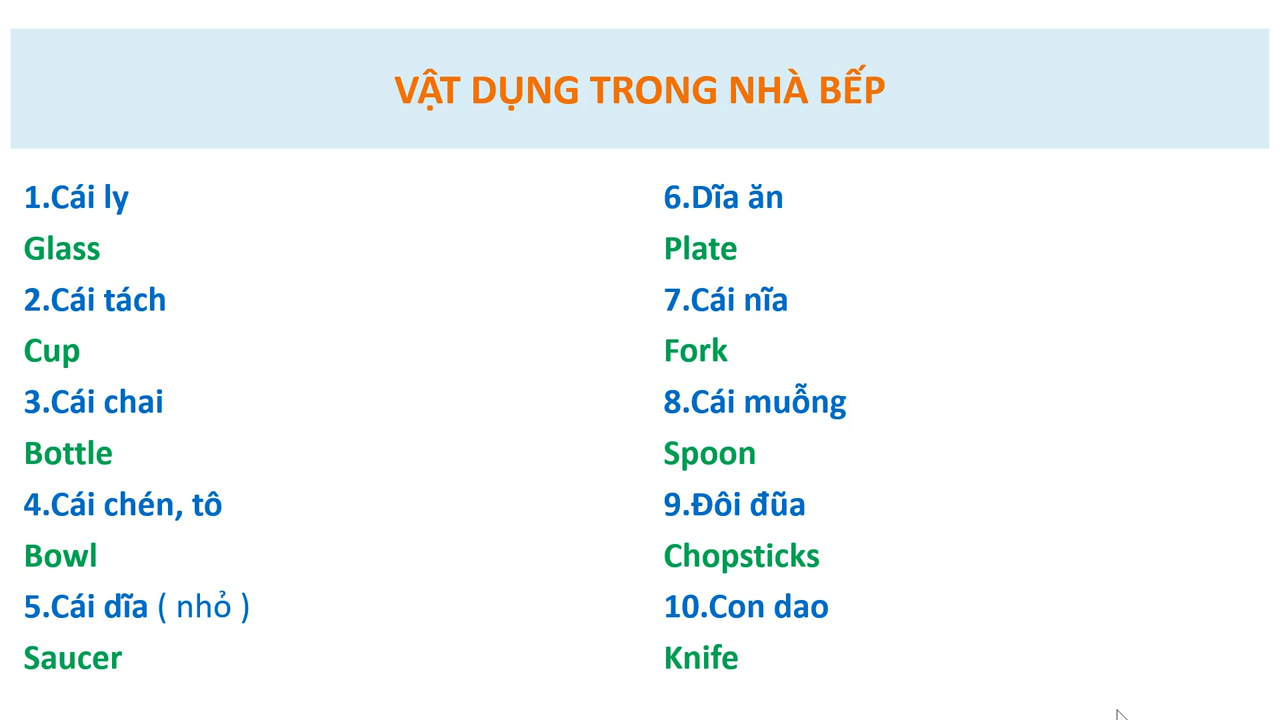 VẬT DỤNG TRONG NHÀ BẾP
1.Cái ly
Glass
2.Cái tách
Cup
3.Cái chai
Bottle
4.Cái chén, tô
Bowl
5.Cái dĩa ( nhỏ )
Saucer
6.Dĩa ăn
Plate
7.Cái nĩa
Fork
8.Cái muỗng
Spoon
9.Đôi đũa
Chopsticks
10.Con dao
Knife